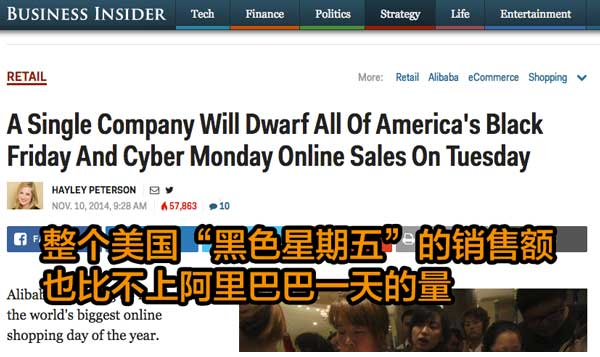 BUSINESS INSIDER Tech Finance Politics Strategy Life Entertainment
RETAIL More: Retail Alibaba eCommerce Shopping
A Single Company Will Dwarf All Of America's Black
Friday And Cyber Monday Online Sales On Tuesday
HAYLEY PETERSON
NOV. 10, 2014, 9:28 AM 57,863 10
整个美国“黑色星期五”的销售额
也比不上阿里巴巴一天的量
the world's biggest online
shopping day of the year.